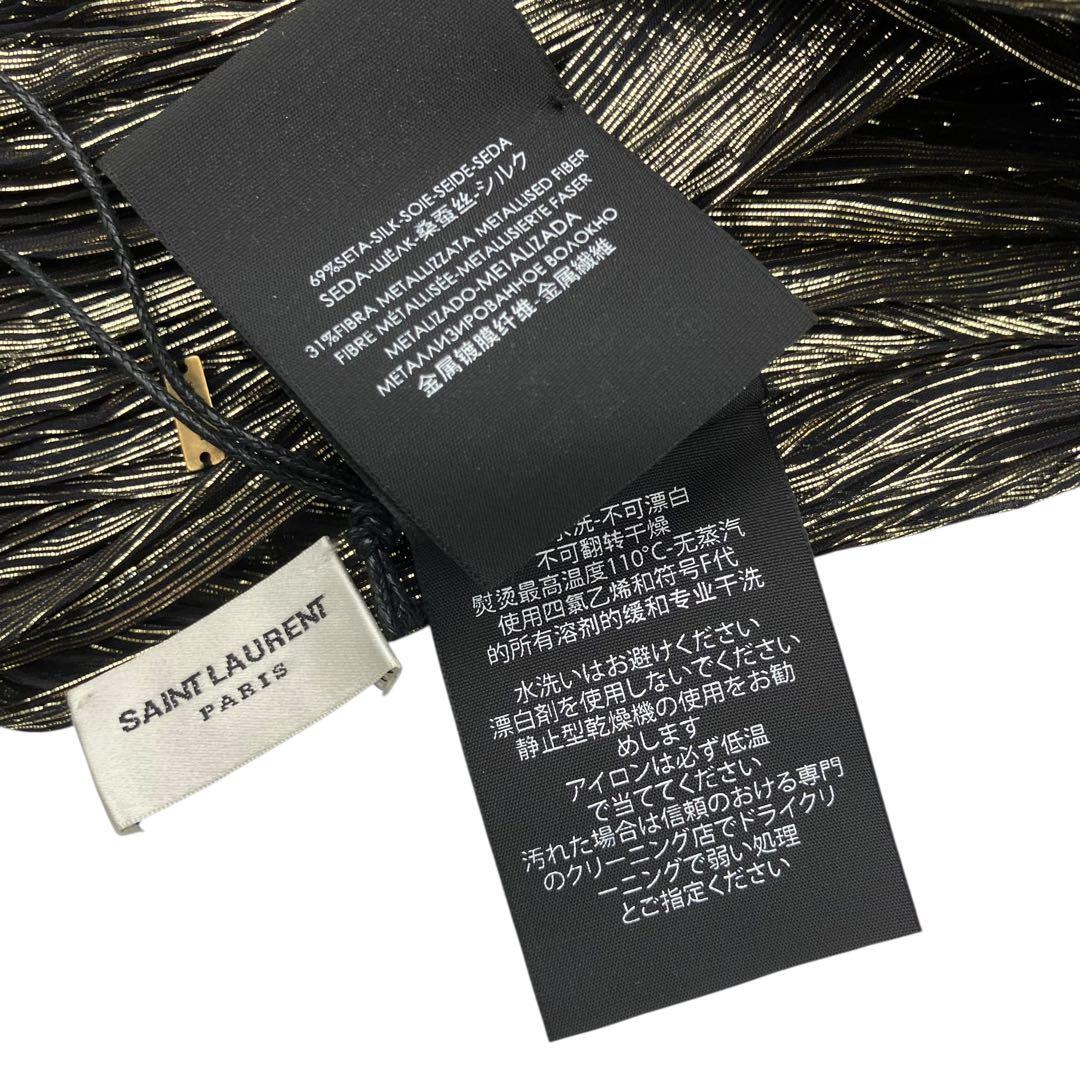 69%SETA-SILK-SOIE-SEIDE-SEDA
SEDA-ШЕЛК-桑蚕丝-シルク
31%FIBRA METALLIZZATA METALLISED FIBER
FIBRE MÉTALLISÉE-METALLISIERTE FASER
METALIZADO-METALIZADA
МЕТАЛЛИЗИРОВАННОЕ ВОЛОКНО
金属镀膜纤维-金属繊維
SAINT LAURENT
PARIS
水洗-不可漂白
不可翻转干燥
熨烫最高温度110°C-无蒸汽
使用四氯乙烯和符号F代
的所有溶剂的缓和专业干洗
水洗いはお避けください
漂白剤を使用しないでください
静止型乾燥機の使用をお勧
めします
アイロンは必ず低温
で当ててください
汚れた場合は信頼のおける専門
のクリーニング店でドライクリ
ーニングで弱い処理
とご指定ください